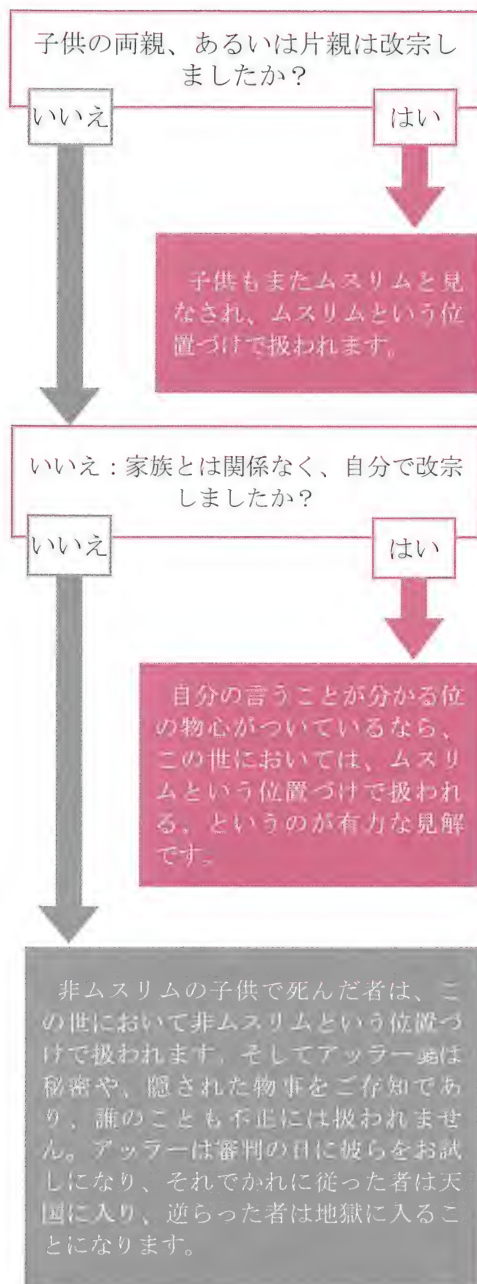 子供の両親、あるいは片親は改宗し
ましたか？
いいえ
はい
子供もまたムスリムと見
なされ、ムスリムという位
置づけで扱われます。
いいえ：家族とは関係なく、自分で改宗
しましたか？
いいえ
はい
自分の言うことが分かる位
の物心がついているなら、
この世においては、ムスリ
ムという位置づけで扱われ
る、というのが有力な見解
です。
非ムスリムの子供で死んだ者は、こ
の世において非ムスリムという位置づ
けで扱われます。そしてアッラーは
秘密や、隠された物事をご存知であ
り、誰のことも不正には扱われませ
ん。アッラーは審判の日に彼らをお試
しになり、それでかれに従った者は天
国に入り、逆らった者は地獄に入るこ
とになります。